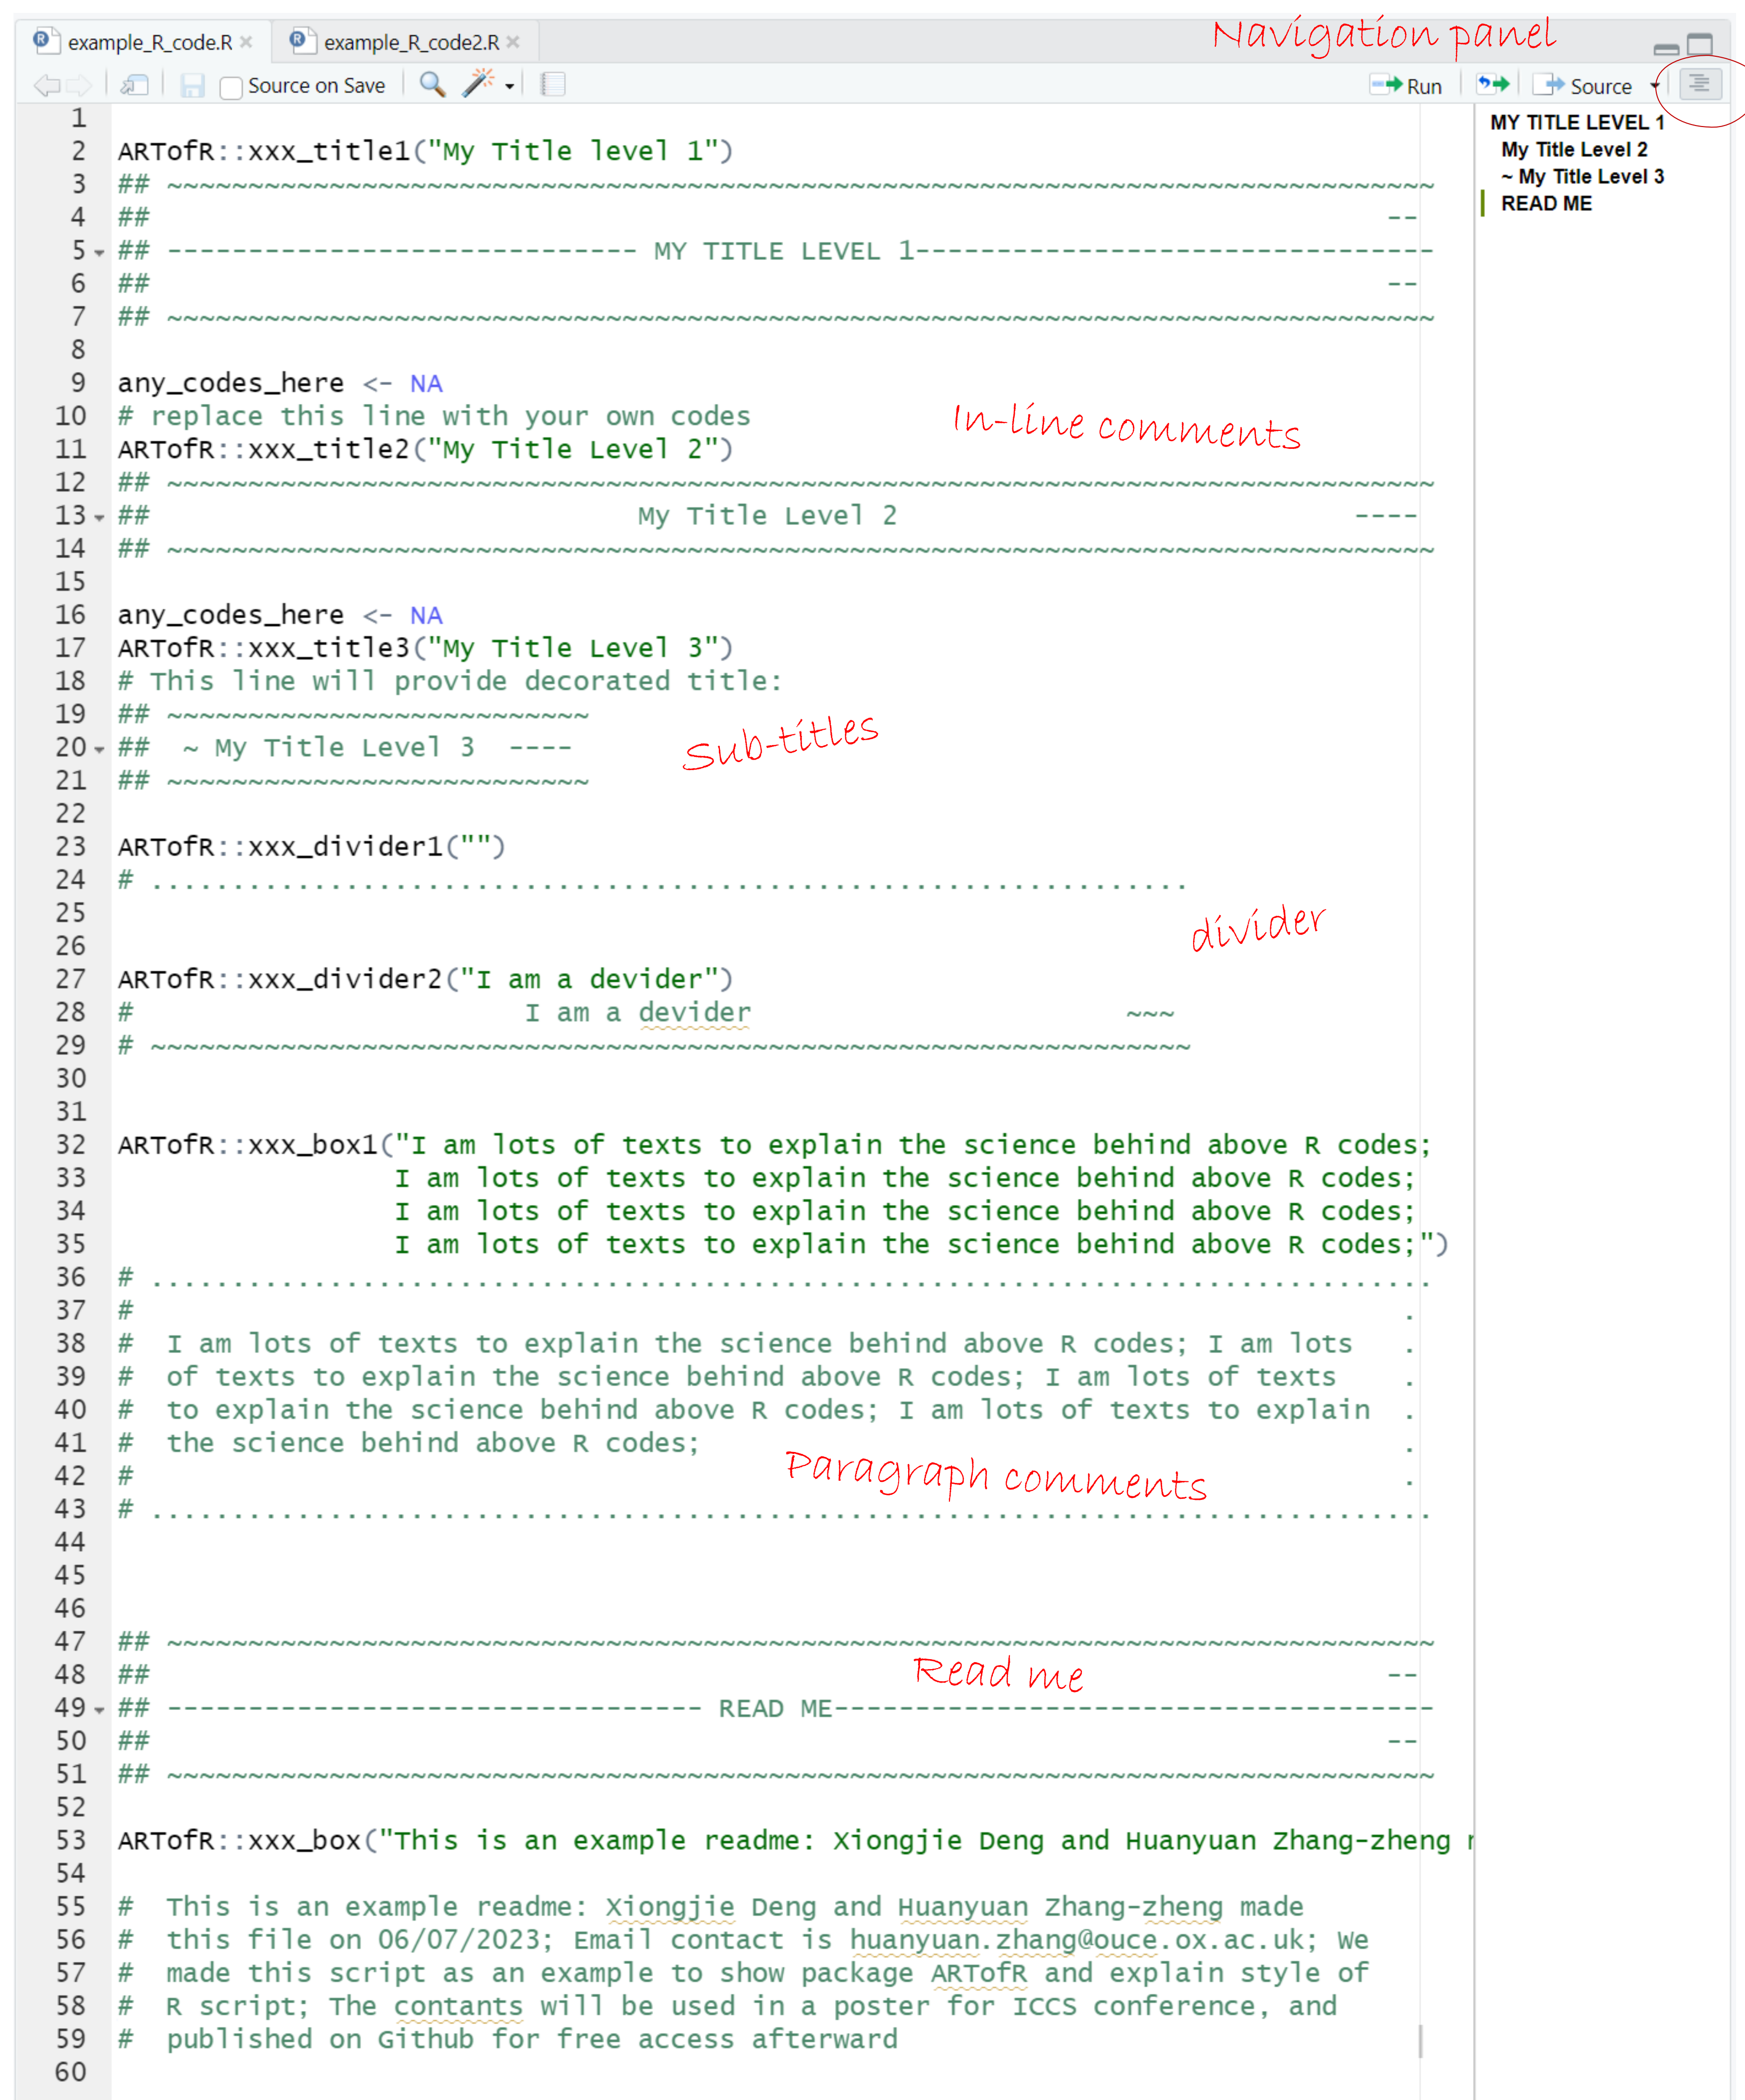 Navigation panel
example_R_code.R × example_R_code2.R ×
Source on Save Run Source
MY TITLE LEVEL 1
My Title Level 2
~ My Title Level 3
READ ME
1
2 ARTofR::xxx_title1("My Title level 1")
3 ## ~~~~~~~~~~~~~~~~~~~~~~~~~~~~~~~~~~~~~~~~~~~~~~~~~~~~~~~~~~~~~~~~~~~~~~~~~~~~~~
4 ## --
5 ## ----------------------------- MY TITLE LEVEL 1--------------------------------
6 ## --
7 ## ~~~~~~~~~~~~~~~~~~~~~~~~~~~~~~~~~~~~~~~~~~~~~~~~~~~~~~~~~~~~~~~~~~~~~~~~~~~~~~
8
9 any_codes_here <- NA
10 # replace this line with your own codes
In-line comments
11 ARTofR::xxx_title2("My Title Level 2")
12 ## ~~~~~~~~~~~~~~~~~~~~~~~~~~~~~~~~~~~~~~~~~~~~~~~~~~~~~~~~~~~~~~~~~~~~~~~~~~~~~~
13 ## My Title Level 2 ----
14 ## ~~~~~~~~~~~~~~~~~~~~~~~~~~~~~~~~~~~~~~~~~~~~~~~~~~~~~~~~~~~~~~~~~~~~~~~~~~~~~~
15
16 any_codes_here <- NA
17 ARTofR::xxx_title3("My Title Level 3")
18 # This line will provide decorated title:
19 ## ~~~~~~~~~~~~~~~~~~~~~~~~~~
20 ## ~ My Title Level 3 ----
Sub-titles
21 ## ~~~~~~~~~~~~~~~~~~~~~~~~~~
22
23 ARTofR::xxx_divider1("")
24 # ................................................................
25
divider
26
27 ARTofR::xxx_divider2("I am a devider")
28 # I am a devider ~~~
29 # ~~~~~~~~~~~~~~~~~~~~~~~~~~~~~~~~~~~~~~~~~~~~~~~~~~~~~~~~~~~~~~~~
30
31
32 ARTofR::xxx_box1("I am lots of texts to explain the science behind above R codes;
33 I am lots of texts to explain the science behind above R codes;
34 I am lots of texts to explain the science behind above R codes;
35 I am lots of texts to explain the science behind above R codes;")
36 # ...............................................................................
37 # .
38 # I am lots of texts to explain the science behind above R codes; I am lots .
39 # of texts to explain the science behind above R codes; I am lots of texts .
40 # to explain the science behind above R codes; I am lots of texts to explain .
41 # the science behind above R codes; .
Paragraph comments
42 # .
43 # ...............................................................................
44
45
46
47 ## ~~~~~~~~~~~~~~~~~~~~~~~~~~~~~~~~~~~~~~~~~~~~~~~~~~~~~~~~~~~~~~~~~~~~~~~~~~~~~~
48 ## --
Read me
49 ## --------------------------------- READ ME-------------------------------------
50 ## --
51 ## ~~~~~~~~~~~~~~~~~~~~~~~~~~~~~~~~~~~~~~~~~~~~~~~~~~~~~~~~~~~~~~~~~~~~~~~~~~~~~~
52
53 ARTofR::xxx_box("This is an example readme: Xiongjie Deng and Huanyuan Zhang-zheng
54
55 # This is an example readme: Xiongjie Deng and Huanyuan Zhang-zheng made
56 # this file on 06/07/2023; Email contact is huanyuan.zhang@ouce.ox.ac.uk; We
57 # made this script as an example to show package ARTofR and explain style of
58 # R script; The contants will be used in a poster for ICCS conference, and
59 # published on Github for free access afterward
60